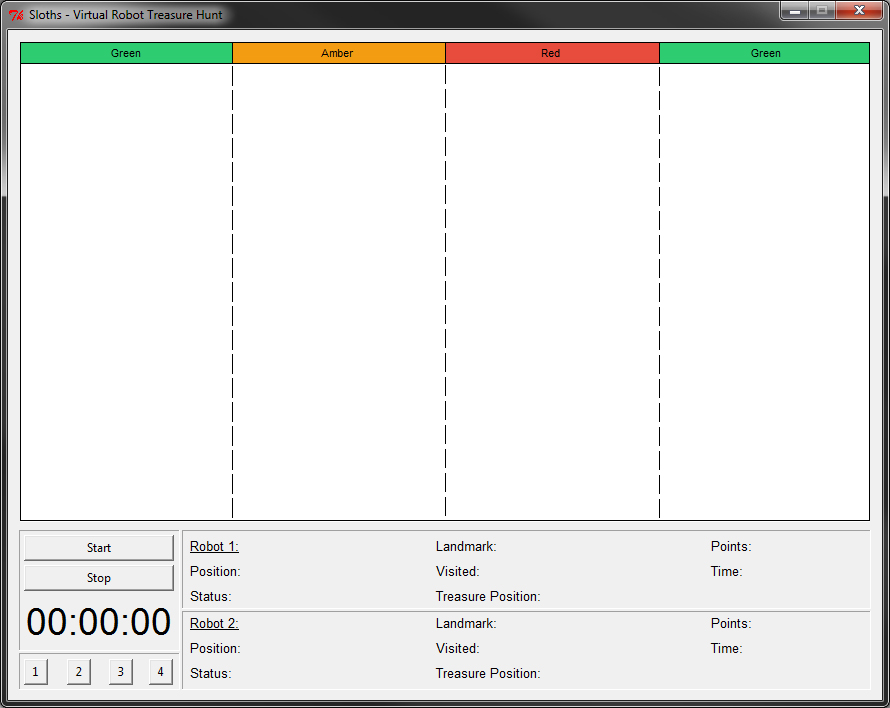 Sloths - Virtual Robot Treasure Hunt
Green Amber Red Green
Start
Stop
00:00:00
1 2 3 4
Robot 1: Landmark: Points:
Position: Visited: Time:
Status: Treasure Position:
Robot 2: Landmark: Points:
Position: Visited: Time:
Status: Treasure Position: